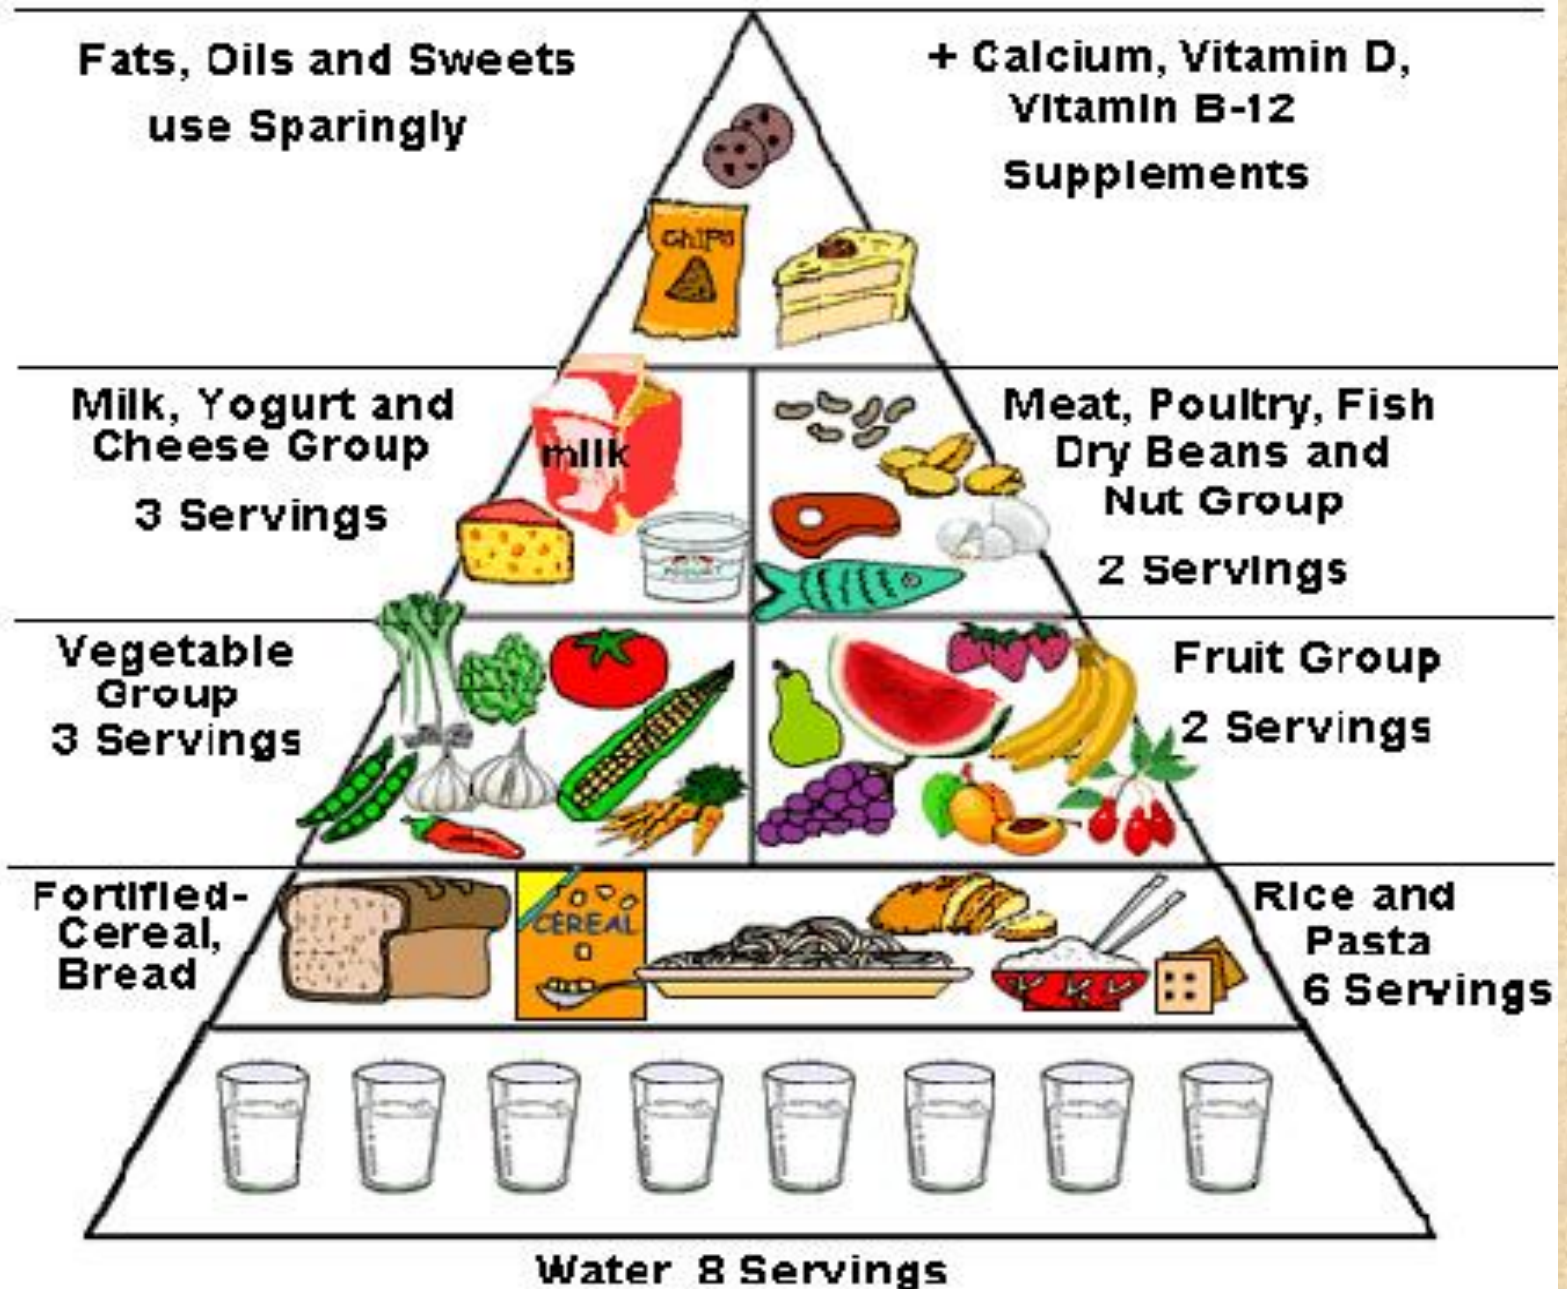 Fats, Oils and Sweets
use Sparingly
+ Calcium, Vitamin D,
Vitamin B-12
Supplements
CHIPS
Milk, Yogurt and
Cheese Group
3 Servings
milk
YOGURT
Meat, Poultry, Fish
Dry Beans and
Nut Group
2 Servings
Vegetable
Group
3 Servings
Fruit Group
2 Servings
Fortified-
Cereal,
Bread
CEREAL
Rice and
Pasta
6 Servings
Water 8 Servings